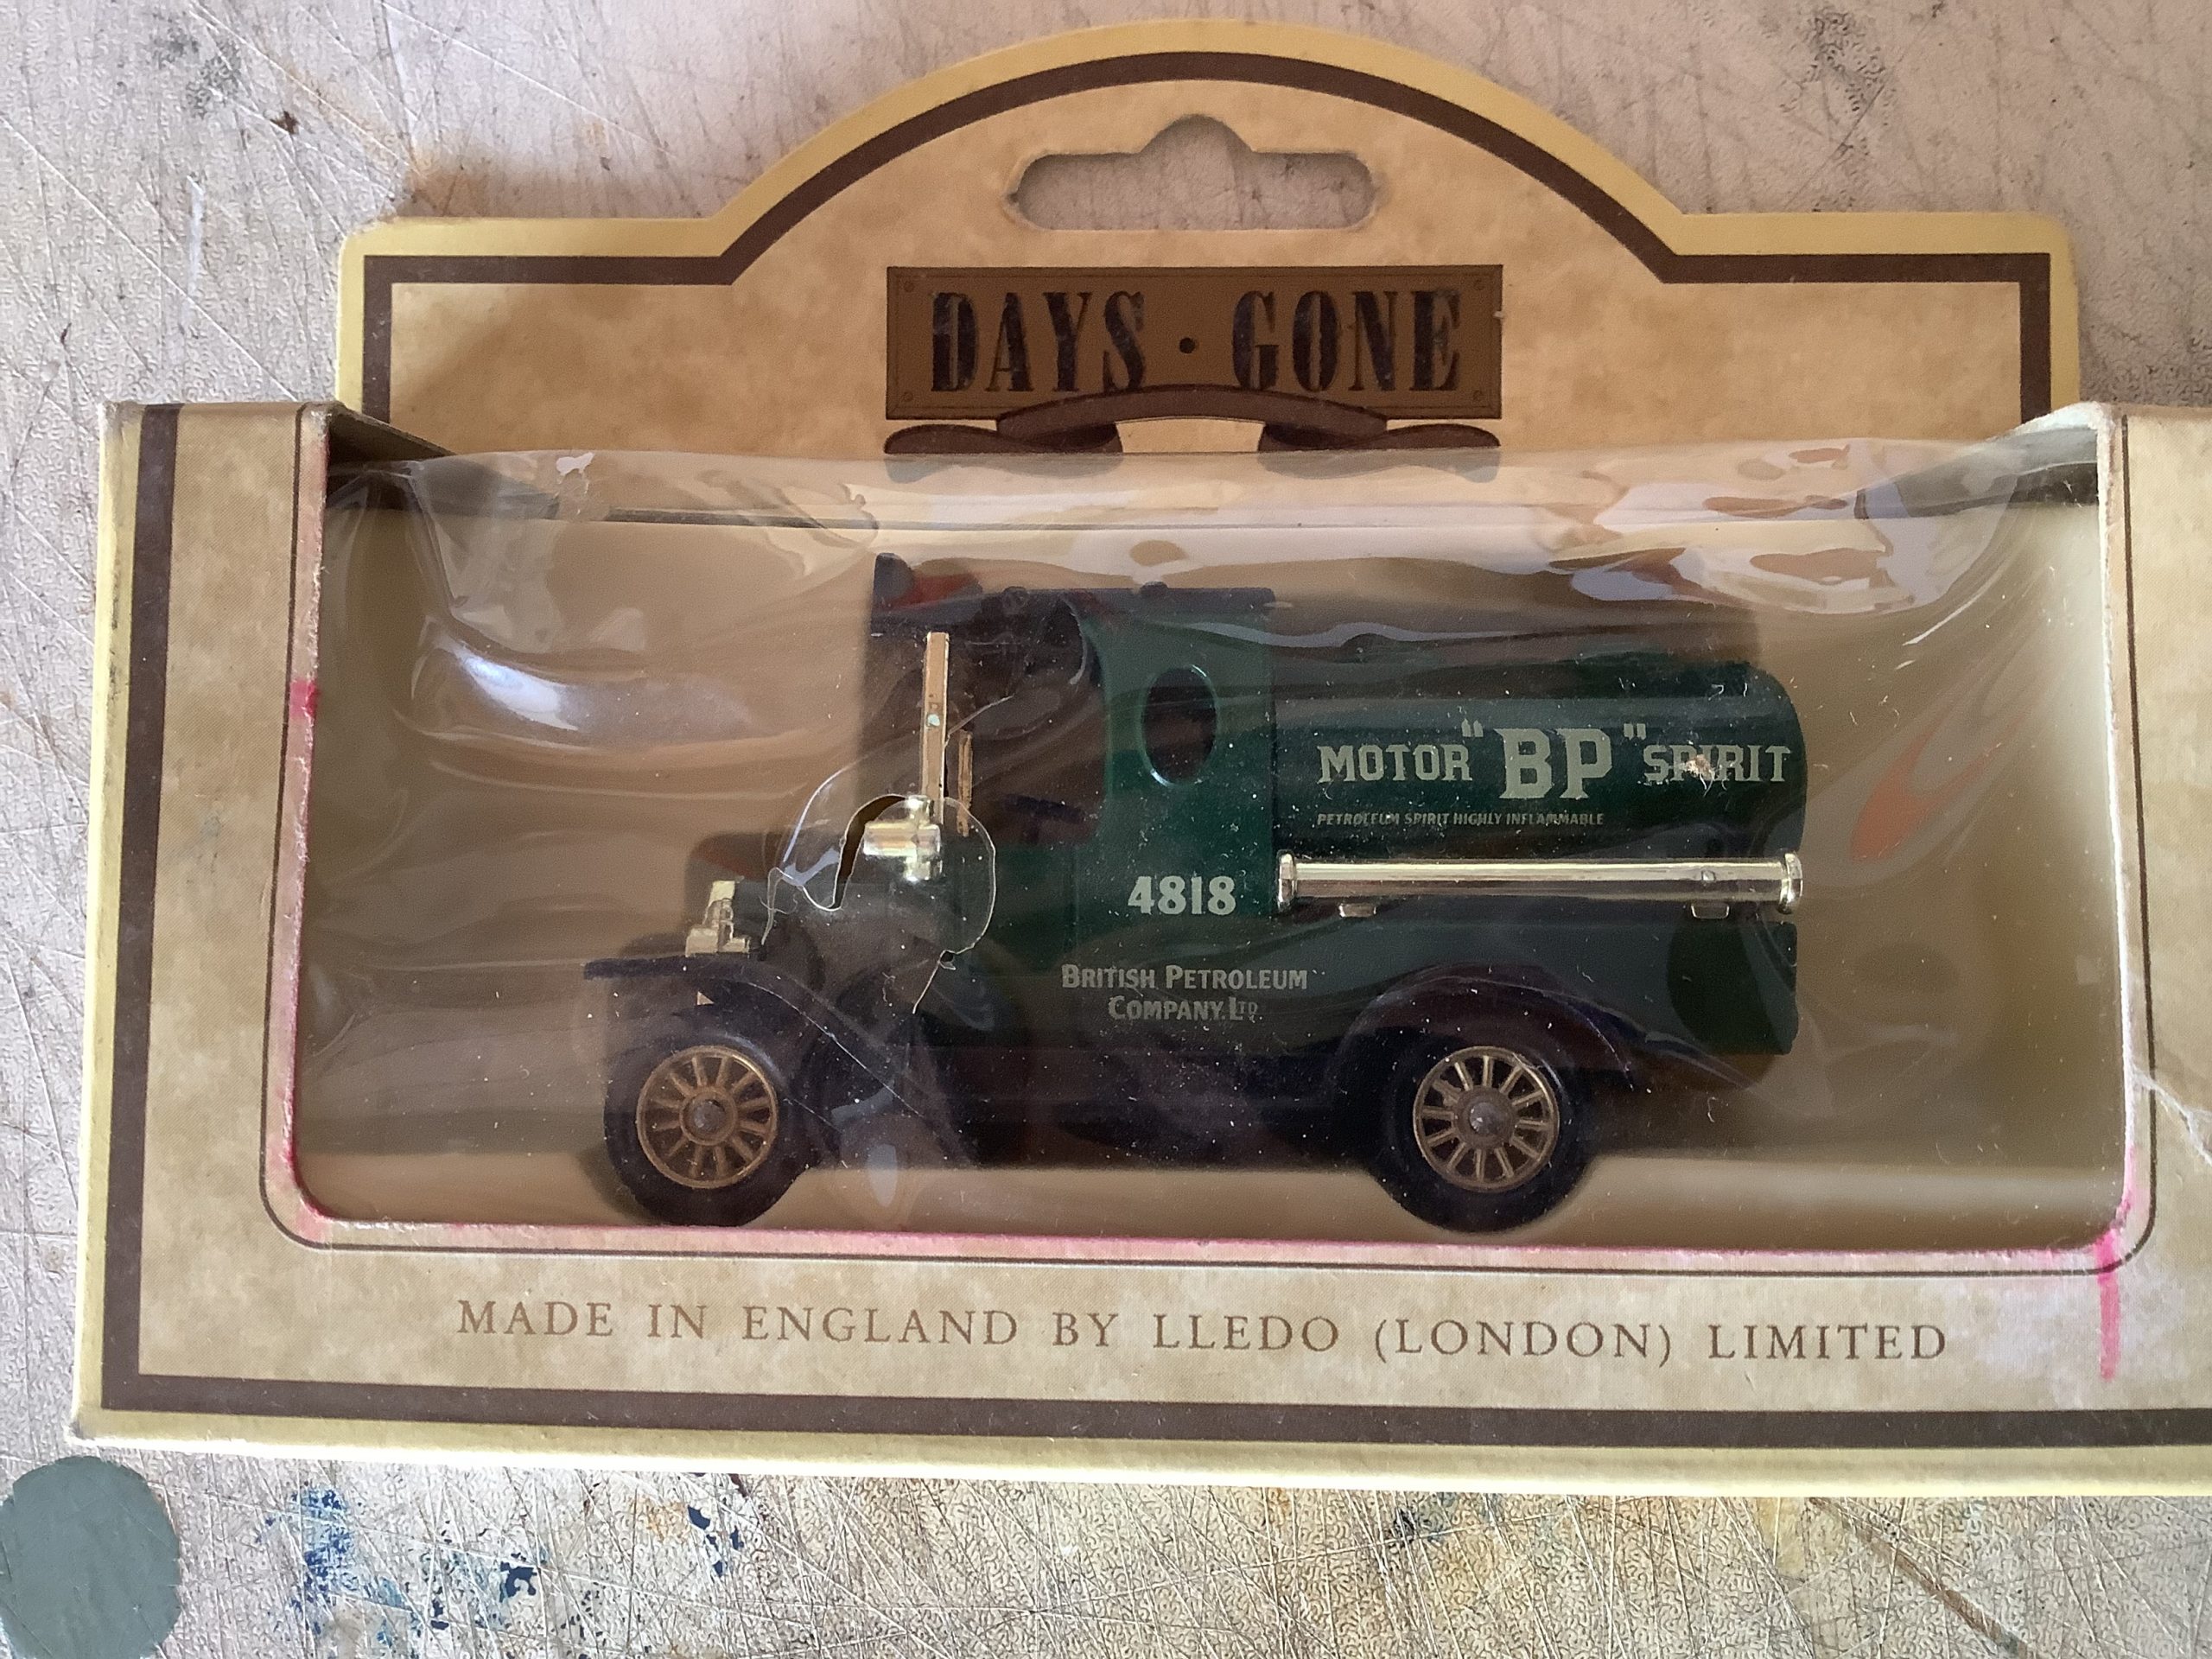 DAYS · GONE
MOTOR "BP" SPIRIT
PETROLEUM SPIRIT HIGHLY INFLAMMABLE
4818
BRITISH PETROLEUM
COMPANY. LTD.
MADE IN ENGLAND BY LLEDO (LONDON) LIMITED